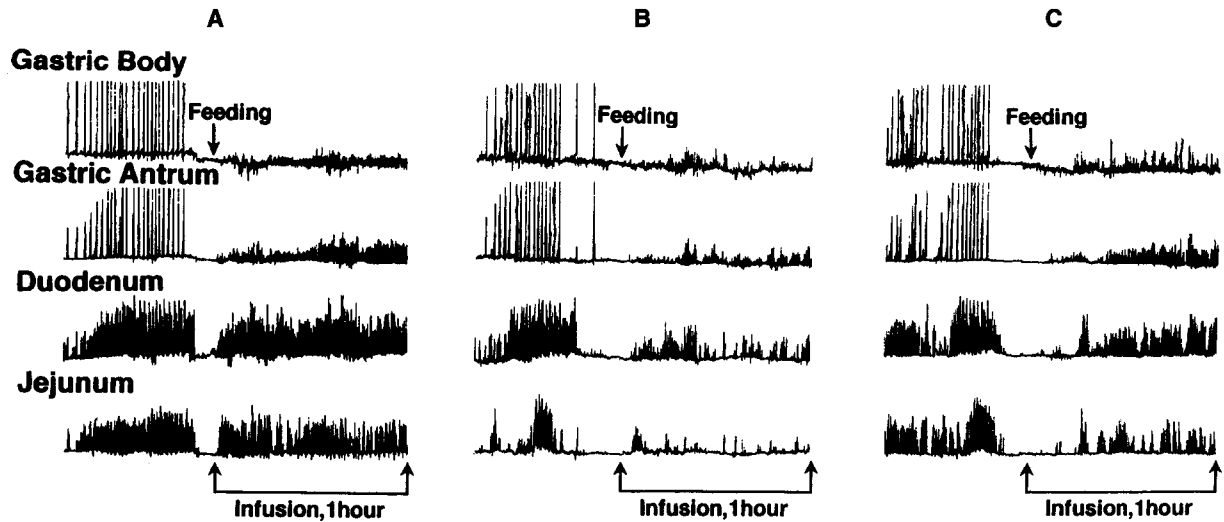 A B C
Gastric Body
Feeding Feeding Feeding
Gastric Antrum
Duodenum
Jejunum
Infusion,1hour Infusion,1hour Infusion,1hour